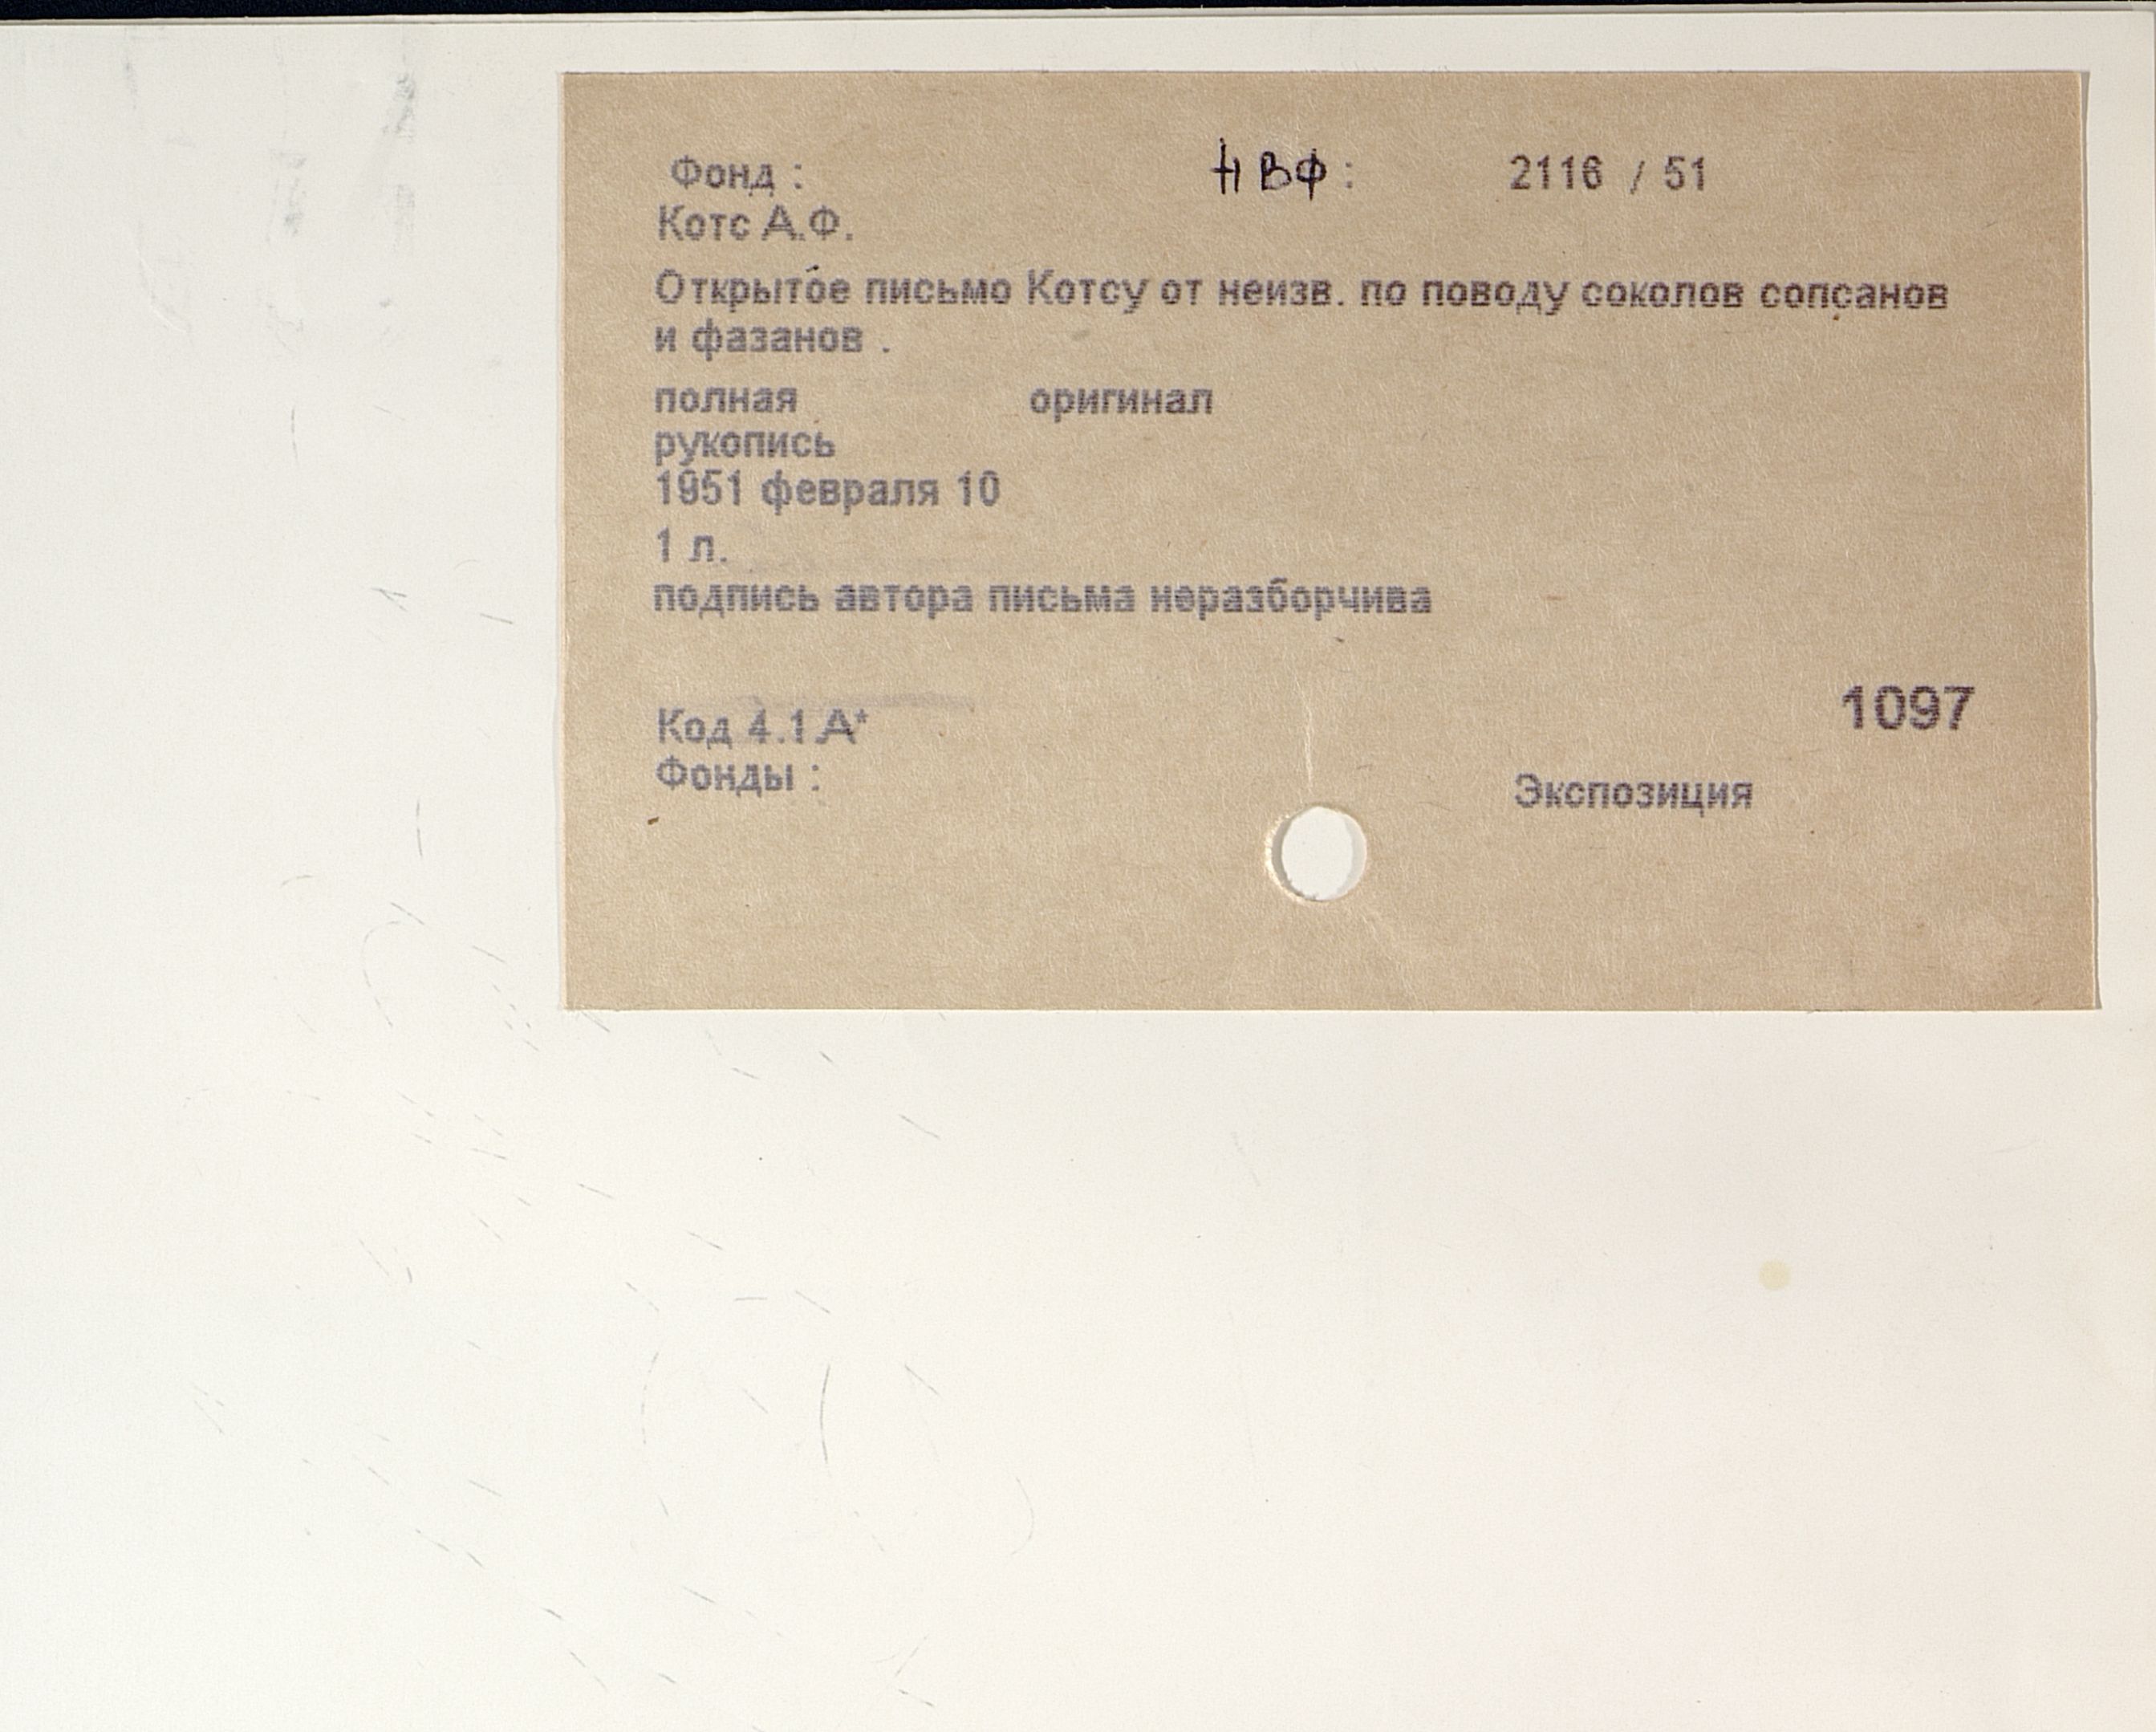 Фонд : НВФ : 2116 / 51
Котс А.Ф.
Открытое письмо Котсу от неизв. по поводу соколов сопсанов
и фазанов .
полная оригинал
рукопись
1951 февраля 10
1 л.
подпись автора письма неразборчива
1097
Код 4.1.А*
Фонды :
Экспозиция